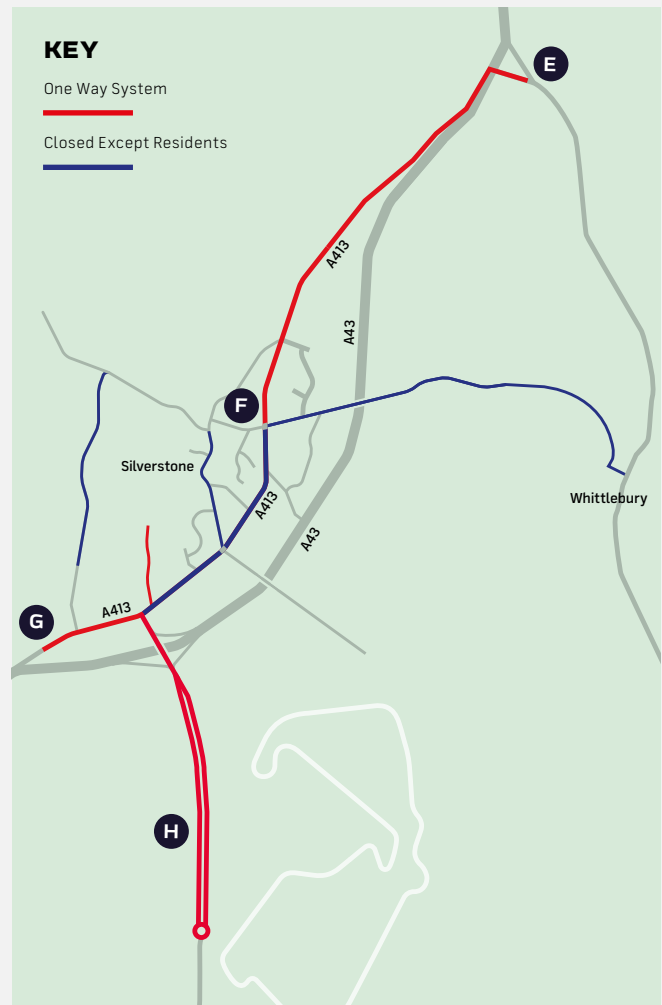 KEY
One Way System
Closed Except Residents
E
A413
A43
F
Silverstone
A413
Whittlebury
A43
A413
G
H